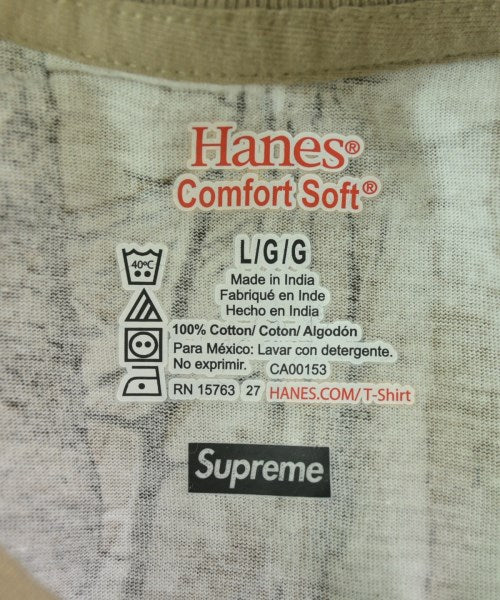 Hanes®
Comfort Soft®
L/G/G
40ºC
Made in India
Fabriqué en Inde
Hecho en India
100% Cotton/ Coton/ Algodón
Para México: Lavar con detergente.
No exprimir. CA00153
RN 15763 27 HANES.COM/T-Shirt
Supreme